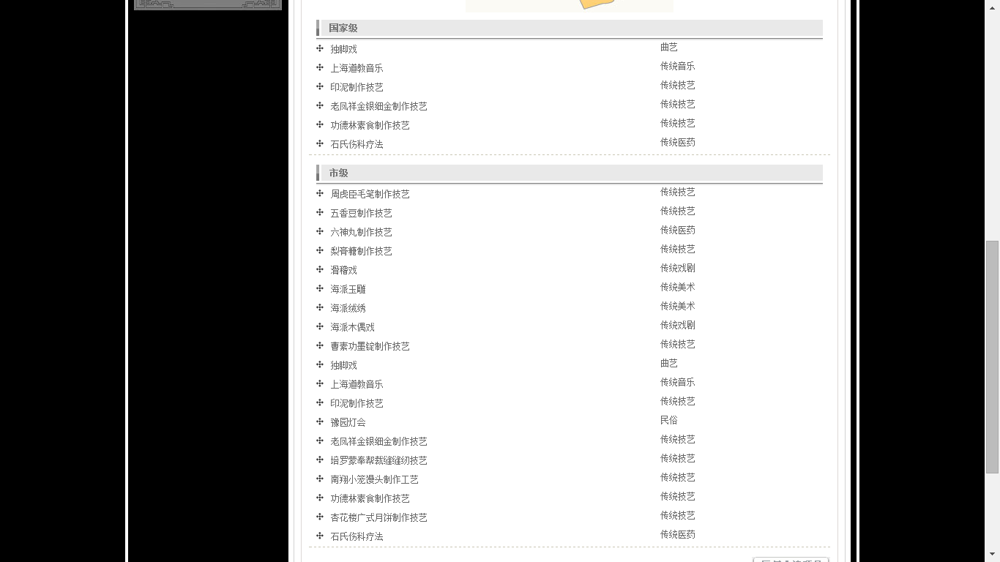 国家级
独脚戏 曲艺
上海道教音乐 传统音乐
印泥制作技艺 传统技艺
老凤祥金银细金制作技艺 传统技艺
功德林素食制作技艺 传统技艺
石氏伤科疗法 传统医药
市级
周虎臣毛笔制作技艺 传统技艺
五香豆制作技艺 传统技艺
六神丸制作技艺 传统医药
梨膏糖制作技艺 传统技艺
滑稽戏 传统戏剧
海派玉雕 传统美术
海派绒绣 传统美术
海派木偶戏 传统戏剧
曹素功墨锭制作技艺 传统技艺
独脚戏 曲艺
上海道教音乐 传统音乐
印泥制作技艺 传统技艺
豫园灯会 民俗
老凤祥金银细金制作技艺 传统技艺
培罗蒙奉帮裁缝缝纫技艺 传统技艺
南翔小笼馒头制作工艺 传统技艺
功德林素食制作技艺 传统技艺
杏花楼广式月饼制作技艺 传统技艺
石氏伤科疗法 传统医药